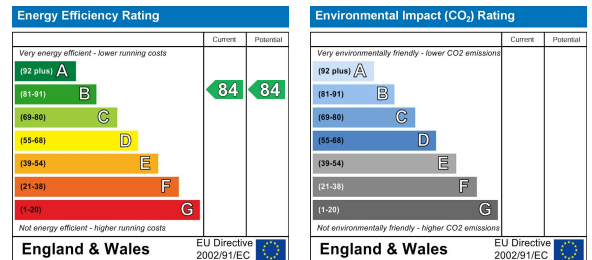 Energy Efficiency Rating
Current Potential
Very energy efficient - lower running costs
(92 plus) A
(81-91) B 84 84
(69-80) C
(55-68) D
(39-54) E
(21-38) F
(1-20) G
Not energy efficient - higher running costs
England & Wales
EU Directive
2002/91/EC
Environmental Impact (CO2) Rating
Current Potential
Very environmentally friendly - lower CO2 emissions
(92 plus) A
(81-91) B
(69-80) C
(55-68) D
(39-54) E
(21-38) F
(1-20) G
Not environmentally friendly - higher CO2 emissions
England & Wales
EU Directive
2002/91/EC